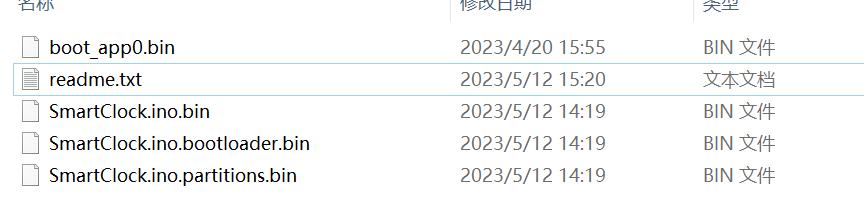 名称 修改日期 类型
boot_app0.bin 2023/4/20 15:55 BIN 文件
readme.txt 2023/5/12 15:20 文本文档
SmartClock.ino.bin 2023/5/12 14:19 BIN 文件
SmartClock.ino.bootloader.bin 2023/5/12 14:19 BIN 文件
SmartClock.ino.partitions.bin 2023/5/12 14:19 BIN 文件